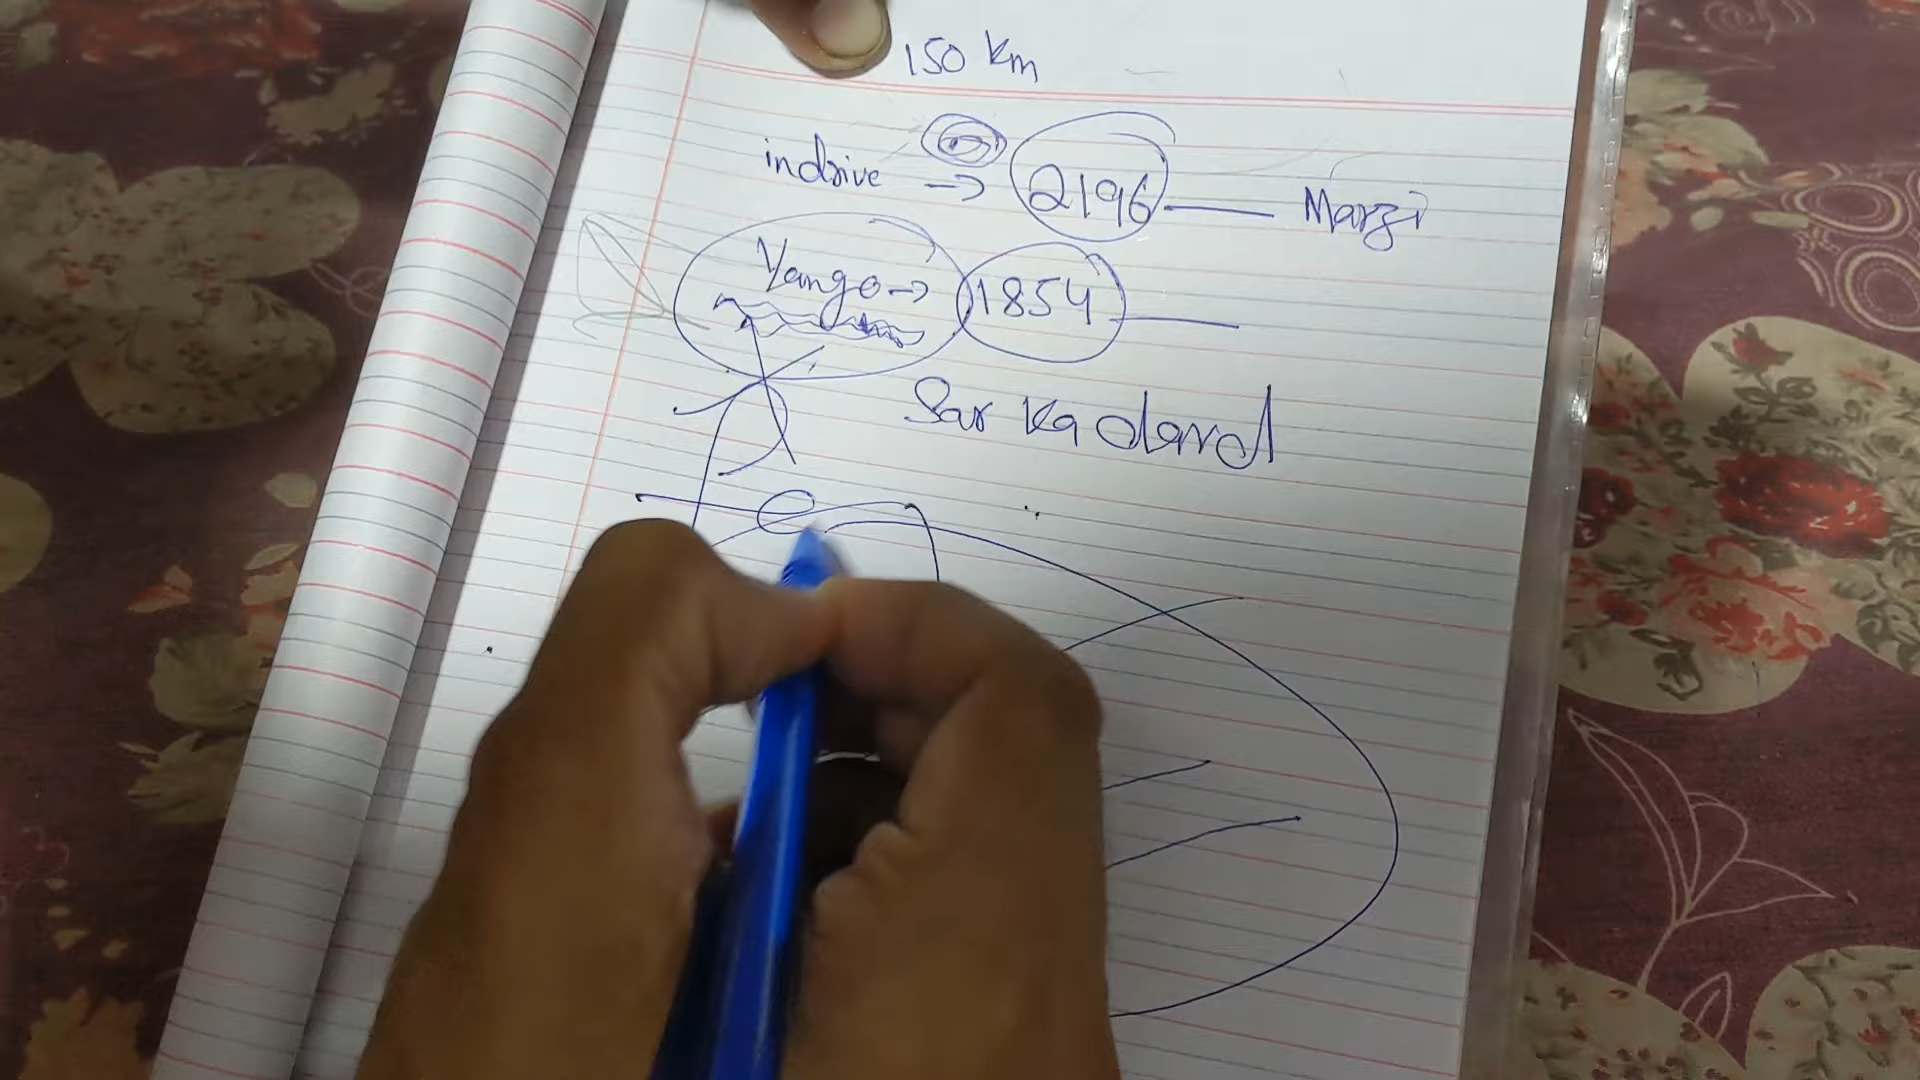 150 Km
indrive → 2196 — Marzi
Yango → 1854 —
Sar Ka dard